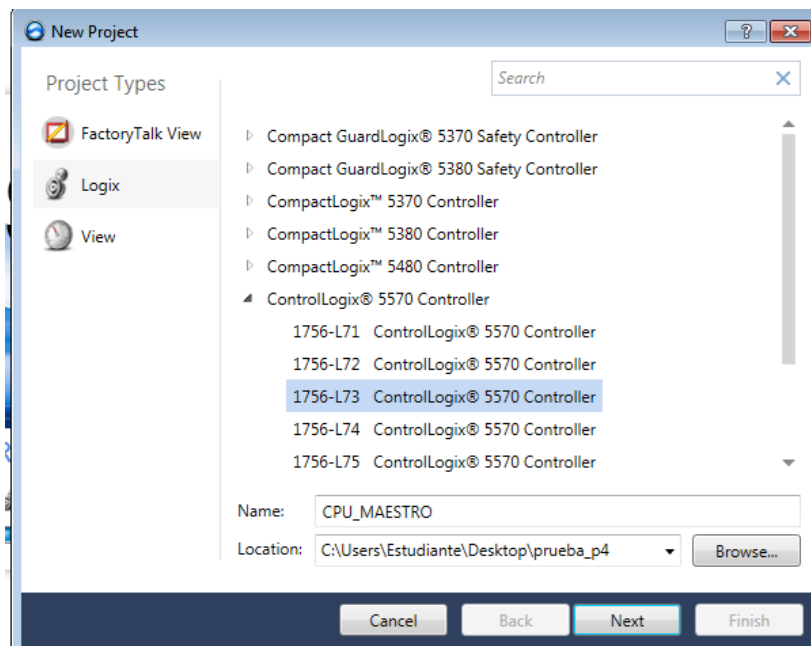 New Project
Project Types
Search
FactoryTalk View
Logix
View
Compact GuardLogix® 5370 Safety Controller
Compact GuardLogix® 5380 Safety Controller
CompactLogix™ 5370 Controller
CompactLogix™ 5380 Controller
CompactLogix™ 5480 Controller
ControlLogix® 5570 Controller
1756-L71 ControlLogix® 5570 Controller
1756-L72 ControlLogix® 5570 Controller
1756-L73 ControlLogix® 5570 Controller
1756-L74 ControlLogix® 5570 Controller
1756-L75 ControlLogix® 5570 Controller
Name: CPU_MAESTRO
Location: C:\Users\Estudiante\Desktop\prueba_p4 Browse...
Cancel Back Next Finish